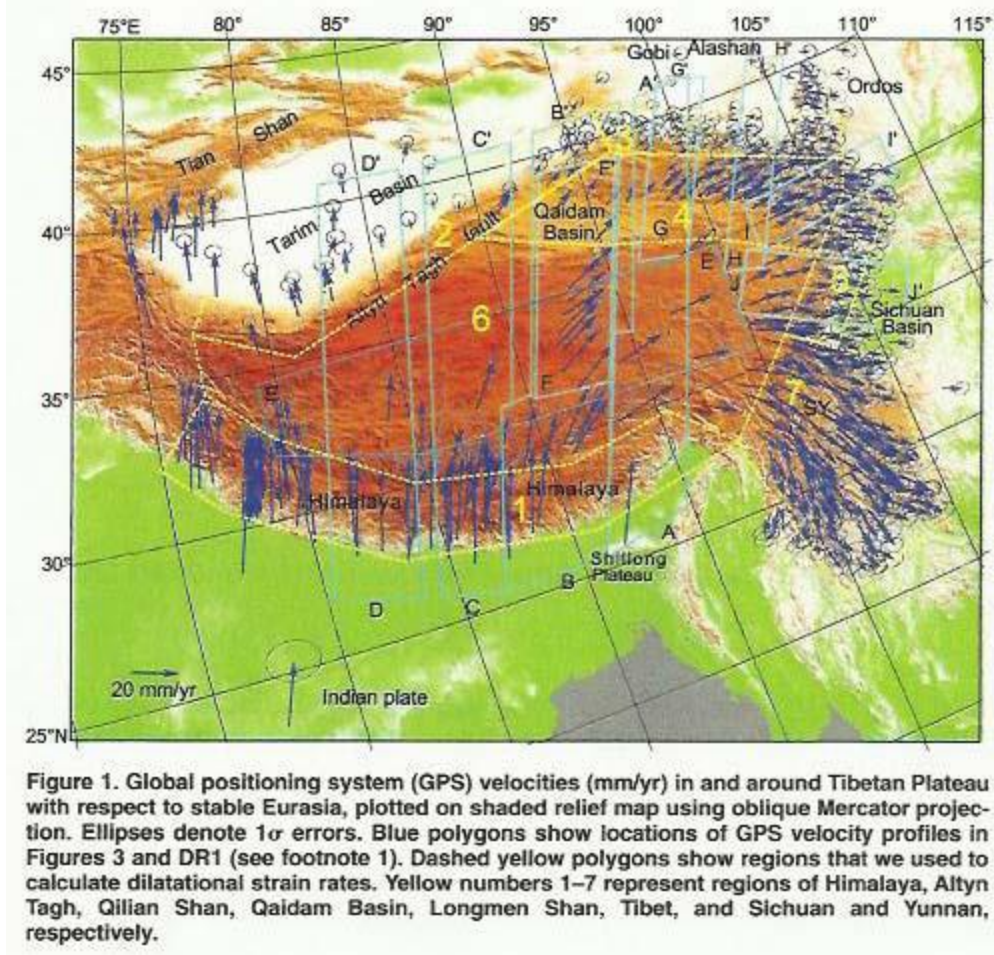 75°E 80° 85° 90° 95° 100° 105° 110° 115°
45°
Gobi Alashan H'
G'
A'
Ordos
B'
Tian Shan
C'
I'
D'
F'
3
Tarim Basin
Qaidam
Basin
4
G I
40°
2
Altyn Tagh fault
E' H
J
5
J'
Sichuan
Basin
6
F
7
SY
35°
E
Himalaya Himalaya
1
A
30°
Shillong
Plateau
B
D C
20 mm/yr
Indian plate
25°N
Figure 1. Global positioning system (GPS) velocities (mm/yr) in and around Tibetan Plateau
with respect to stable Eurasia, plotted on shaded relief map using oblique Mercator projec-
tion. Ellipses denote 1σ errors. Blue polygons show locations of GPS velocity profiles in
Figures 3 and DR1 (see footnote 1). Dashed yellow polygons show regions that we used to
calculate dilatational strain rates. Yellow numbers 1–7 represent regions of Himalaya, Altyn
Tagh, Qilian Shan, Qaidam Basin, Longmen Shan, Tibet, and Sichuan and Yunnan,
respectively.